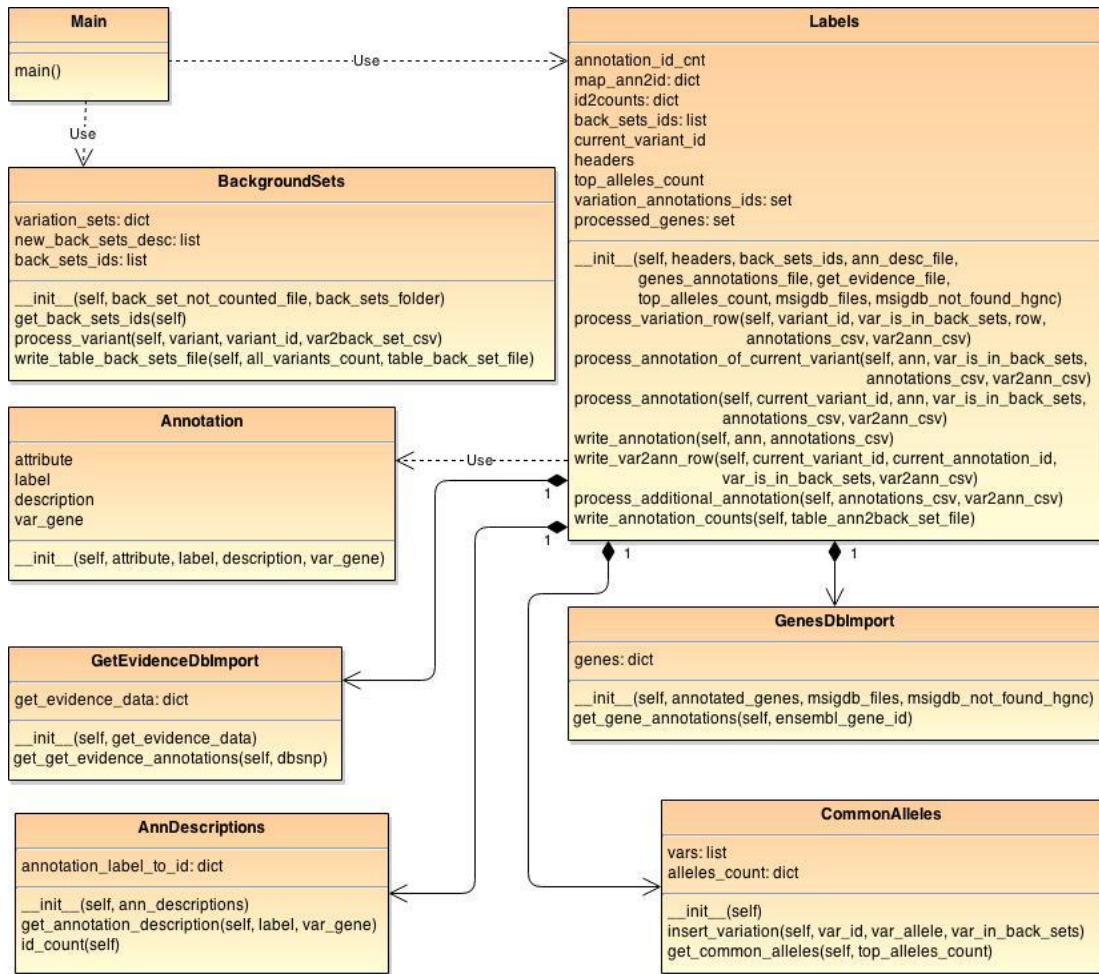 Main
main()
Use
Use
Labels
annotation_id_cnt
map_ann2id: dict
id2counts: dict
back_sets_ids: list
current_variant_id
headers
top_alleles_count
variation_annotations_ids: set
processed_genes: set
__init__(self, headers, back_sets_ids, ann_desc_file,
genes_annotations_file, get_evidence_file,
top_alleles_count, msigdb_files, msigdb_not_found_hgnc)
process_variation_row(self, variant_id, var_is_in_back_sets, row,
annotations_csv, var2ann_csv)
process_annotation_of_current_variant(self, ann, var_is_in_back_sets,
annotations_csv, var2ann_csv)
process_annotation(self, current_variant_id, ann, var_is_in_back_sets,
annotations_csv, var2ann_csv)
write_annotation(self, ann, annotations_csv)
write_var2ann_row(self, current_variant_id, current_annotation_id,
var_is_in_back_sets, var2ann_csv)
process_additional_annotation(self, annotations_csv, var2ann_csv)
write_annotation_counts(self, table_ann2back_set_file)
BackgroundSets
variation_sets: dict
new_back_sets_desc: list
back_sets_ids: list
__init__(self, back_set_not_counted_file, back_sets_folder)
get_back_sets_ids(self)
process_variant(self, variant, variant_id, var2back_set_csv)
write_table_back_sets_file(self, all_variants_count, table_back_set_file)
Annotation
attribute
label
description
var_gene
__init__(self, attribute, label, description, var_gene)
Use
1
1
1
1
GetEvidenceDbImport
get_evidence_data: dict
__init__(self, get_evidence_data)
get_get_evidence_annotations(self, dbsnp)
GenesDbImport
genes: dict
__init__(self, annotated_genes, msigdb_files, msigdb_not_found_hgnc)
get_gene_annotations(self, ensembl_gene_id)
AnnDescriptions
annotation_label_to_id: dict
__init__(self, ann_descriptions)
get_annotation_description(self, label, var_gene)
id_count(self)
CommonAlleles
vars: list
alleles_count: dict
__init__(self)
insert_variation(self, var_id, var_allele, var_in_back_sets)
get_common_alleles(self, top_alleles_count)